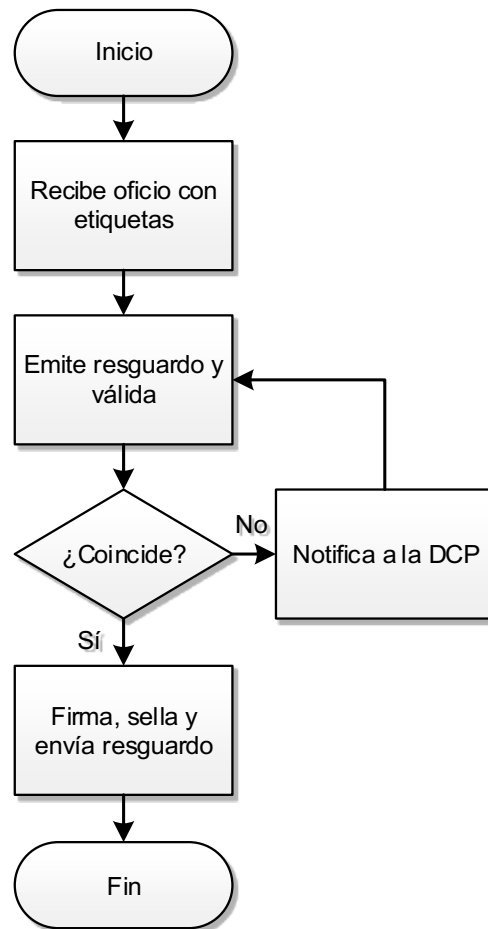 Inicio
Recibe oficio con
etiquetas
Emite resguardo y
válida
¿Coincide?
No
Notifica a la DCP
Sí
Firma, sella y
envía resguardo
Fin